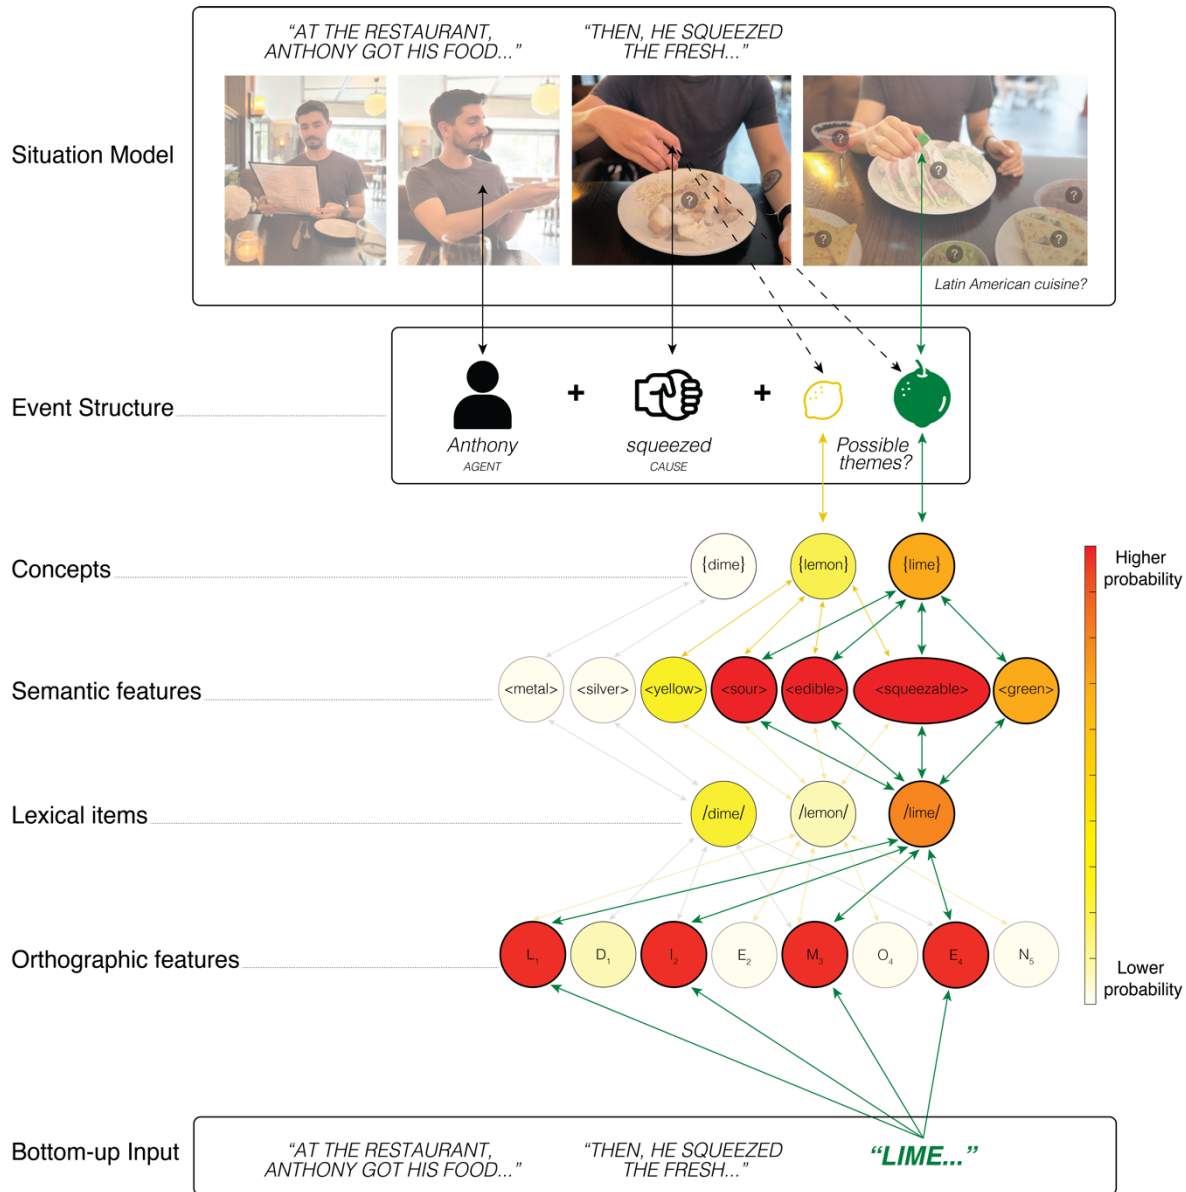 “AT THE RESTAURANT,
ANTHONY GOT HIS FOOD...”
“THEN, HE SQUEEZED
THE FRESH...”
Situation Model
?
?
?
?
?
?
Latin American cuisine?
Event Structure
+
+
Anthony
AGENT
squeezed
CAUSE
Possible
themes?
Concepts
{dime}
{lemon}
{lime}
Higher
probability
Semantic features
<metal>
<silver>
<yellow>
<sour>
<edible>
<squeezable>
<green>
Lexical items
/dime/
/lemon/
/lime/
Orthographic features
L₁
D₁
I₂
E₂
M₃
O₄
E₄
N₅
Lower
probability
Bottom-up Input
“AT THE RESTAURANT,
ANTHONY GOT HIS FOOD...”
“THEN, HE SQUEEZED
THE FRESH...”
“LIME...”